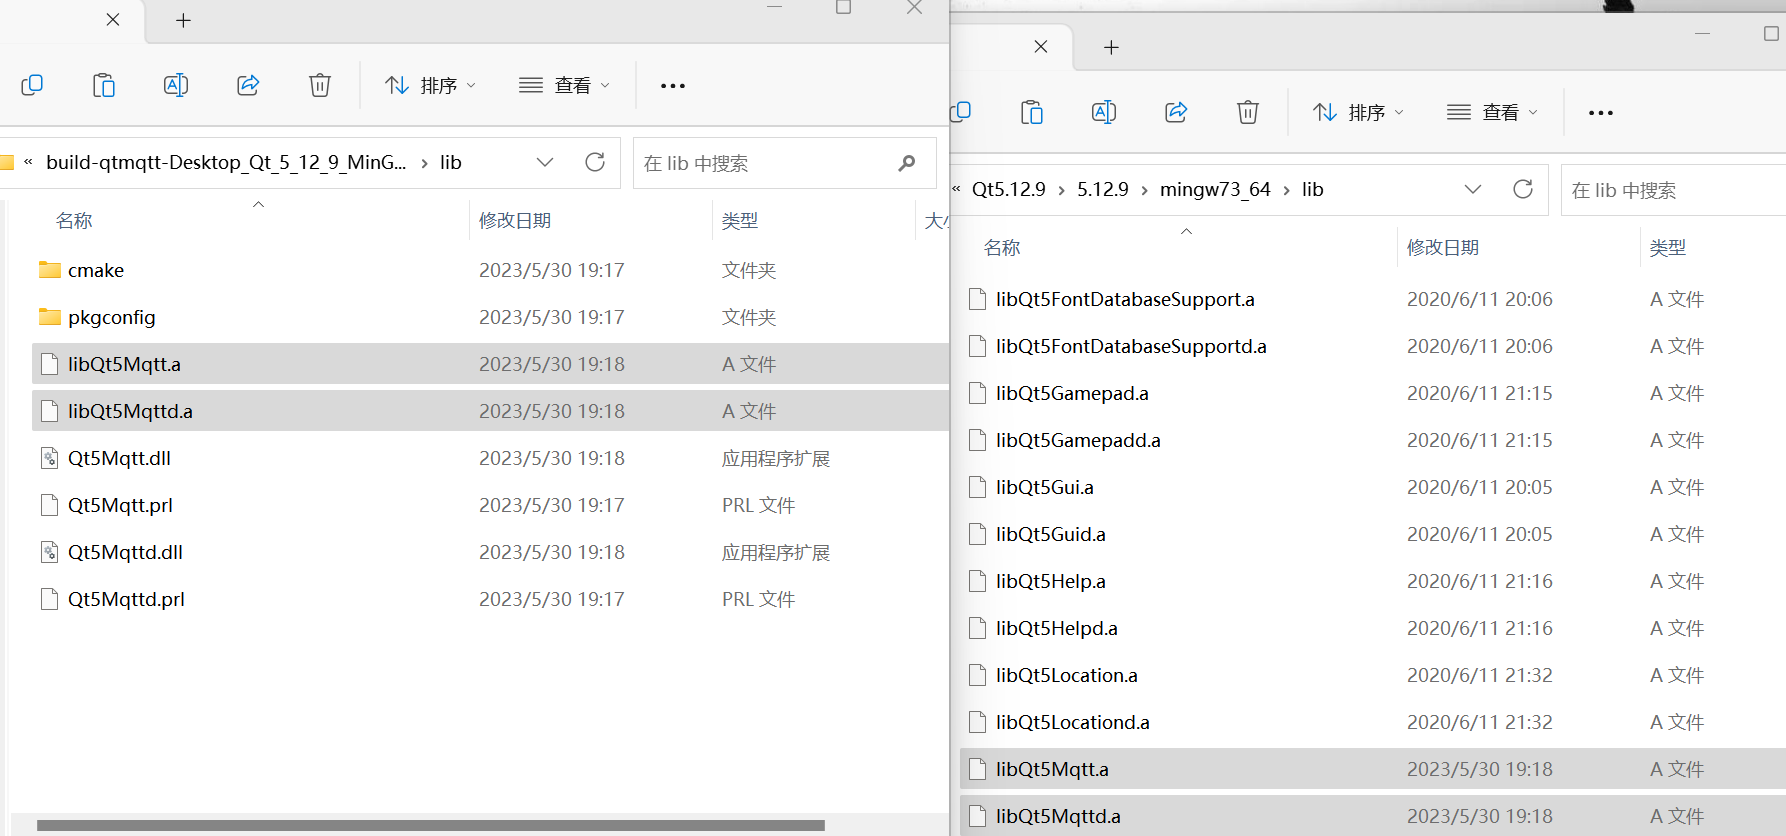 排序 查看
build-qtmqtt-Desktop_Qt_5_12_9_MinG... › lib
在 lib 中搜索
名称 修改日期 类型 大小
cmake 2023/5/30 19:17 文件夹
pkgconfig 2023/5/30 19:17 文件夹
libQt5Mqtt.a 2023/5/30 19:18 A 文件
libQt5Mqttd.a 2023/5/30 19:18 A 文件
Qt5Mqtt.dll 2023/5/30 19:18 应用程序扩展
Qt5Mqtt.prl 2023/5/30 19:17 PRL 文件
Qt5Mqttd.dll 2023/5/30 19:18 应用程序扩展
Qt5Mqttd.prl 2023/5/30 19:17 PRL 文件
排序 查看
Qt5.12.9 › 5.12.9 › mingw73_64 › lib
在 lib 中搜索
名称 修改日期 类型
libQt5FontDatabaseSupport.a 2020/6/11 20:06 A 文件
libQt5FontDatabaseSupportd.a 2020/6/11 20:06 A 文件
libQt5Gamepad.a 2020/6/11 21:15 A 文件
libQt5Gamepadd.a 2020/6/11 21:15 A 文件
libQt5Gui.a 2020/6/11 20:05 A 文件
libQt5Guid.a 2020/6/11 20:05 A 文件
libQt5Help.a 2020/6/11 21:16 A 文件
libQt5Helpd.a 2020/6/11 21:16 A 文件
libQt5Location.a 2020/6/11 21:32 A 文件
libQt5Locationd.a 2020/6/11 21:32 A 文件
libQt5Mqtt.a 2023/5/30 19:18 A 文件
libQt5Mqttd.a 2023/5/30 19:18 A 文件